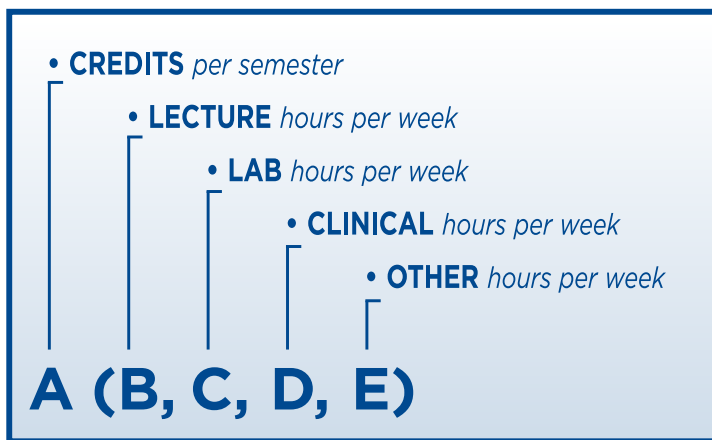 • CREDITS per semester
• LECTURE hours per week
• LAB hours per week
• CLINICAL hours per week
• OTHER hours per week
A (B, C, D, E)